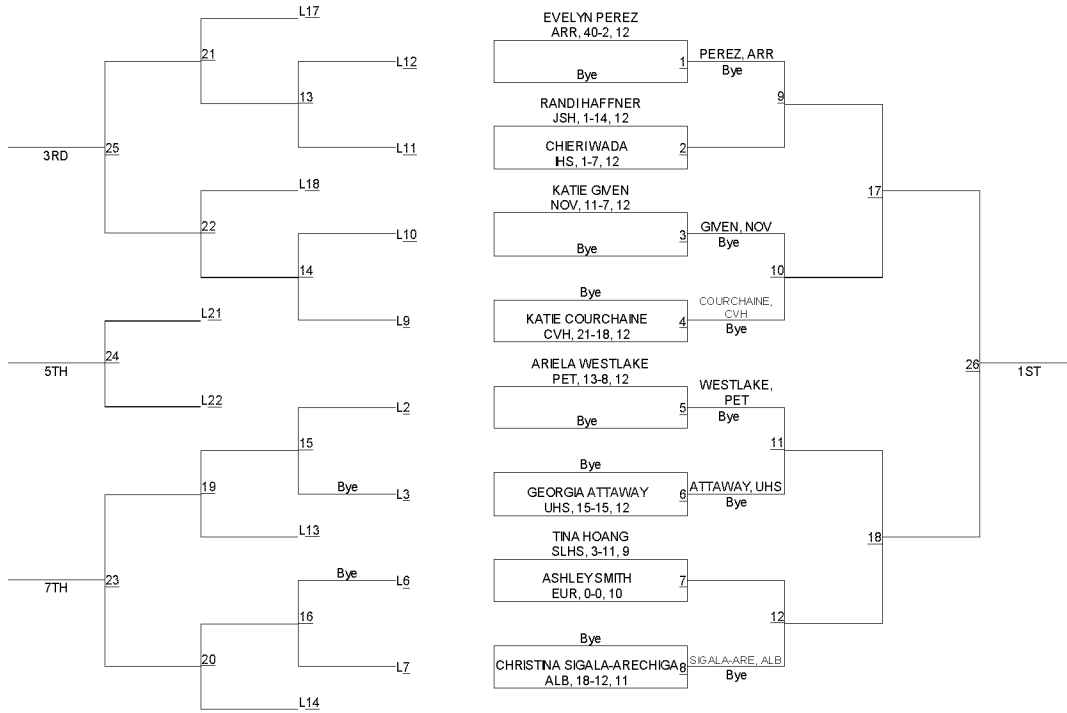 L17
21
L12
13
L11
3RD
25
L18
22
L10
14
L9
L21
24
5TH
L22
L2
15
Bye
L3
19
L13
7TH
23
Bye
L6
16
L7
20
L14
EVELYN PEREZ
ARR, 40-2, 12
Bye
1
PEREZ, ARR
Bye
9
RANDI HAFFNER
JSH, 1-14, 12
CHIERI WADA
IHS, 1-7, 12
2
17
KATIE GIVEN
NOV, 11-7, 12
Bye
3
GIVEN, NOV
Bye
10
Bye
KATIE COURCHAINE
CVH, 21-18, 12
4
COURCHAINE,
CVH
Bye
26
1ST
ARIELA WESTLAKE
PET, 13-8, 12
Bye
5
WESTLAKE,
PET
Bye
11
Bye
GEORGIA ATTAWAY
UHS, 15-15, 12
6
ATTAWAY, UHS
Bye
18
TINA HOANG
SLHS, 3-11, 9
ASHLEY SMITH
EUR, 0-0, 10
7
12
Bye
CHRISTINA SIGALA-ARECHIGA
ALB, 18-12, 11
8
SIGALA-ARE, ALB
Bye